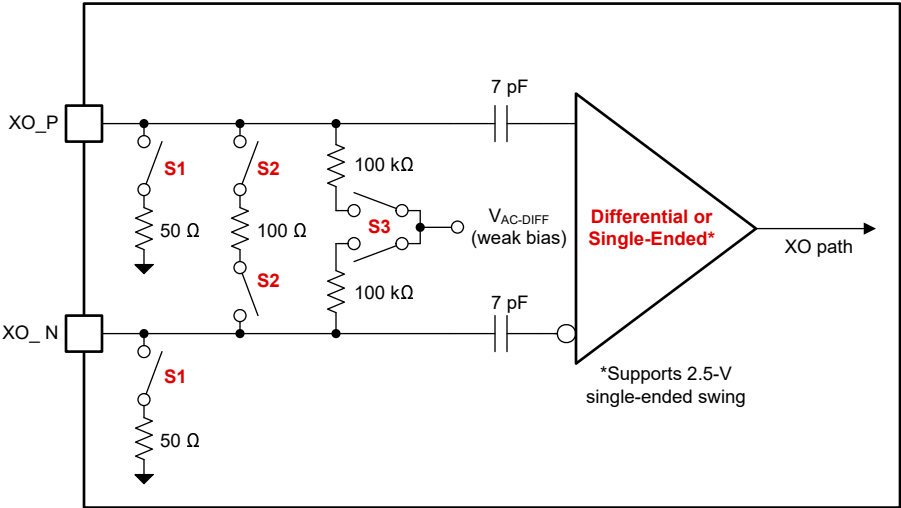 7 pF
XO_P
S1
S2
100 kΩ
50 Ω
100 Ω
S3
VAC-DIFF
(weak bias)
Differential or
Single-Ended*
XO path
S2
100 kΩ
7 pF
XO_ N
S1
*Supports 2.5-V
single-ended swing
50 Ω